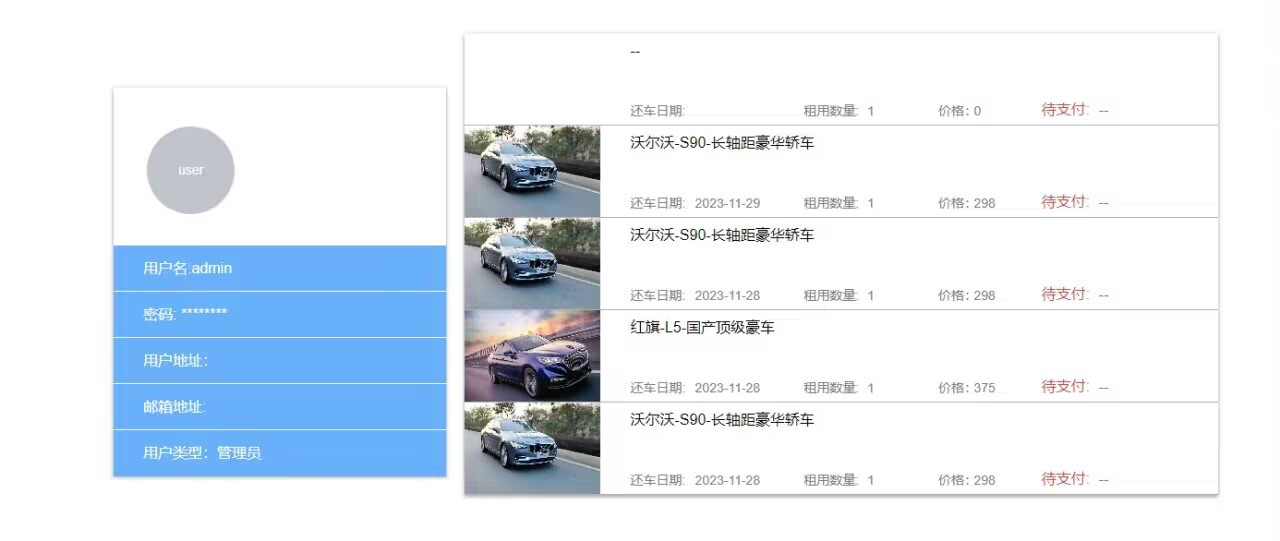 user
用户名:admin
密码: ********
用户地址:
邮箱地址:
用户类型：管理员
--
还车日期: 租用数量: 1 价格: 0 待支付: --
沃尔沃-S90-长轴距豪华轿车
还车日期: 2023-11-29 租用数量: 1 价格: 298 待支付: --
沃尔沃-S90-长轴距豪华轿车
还车日期: 2023-11-28 租用数量: 1 价格: 298 待支付: --
红旗-L5-国产顶级豪车
还车日期: 2023-11-28 租用数量: 1 价格: 375 待支付: --
沃尔沃-S90-长轴距豪华轿车
还车日期: 2023-11-28 租用数量: 1 价格: 298 待支付: --